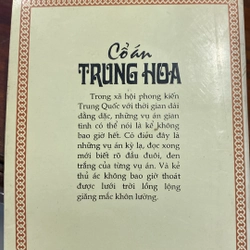 Cổ án
TRUNG HOA
Trong xã hội phong kiến
Trung Quốc với thời gian dài
dằng dặc, những vụ án gian
tình có thể nói là kể không
bao giờ hết. Có điều đây là
những vụ án kỳ lạ, đọc xong
mới biết rõ đầu đuôi, đen
trắng của từng vụ án. Và kẻ
thủ ác không bao giờ thoát
được lưới trời lồng lộng
giăng mắc khôn lường.